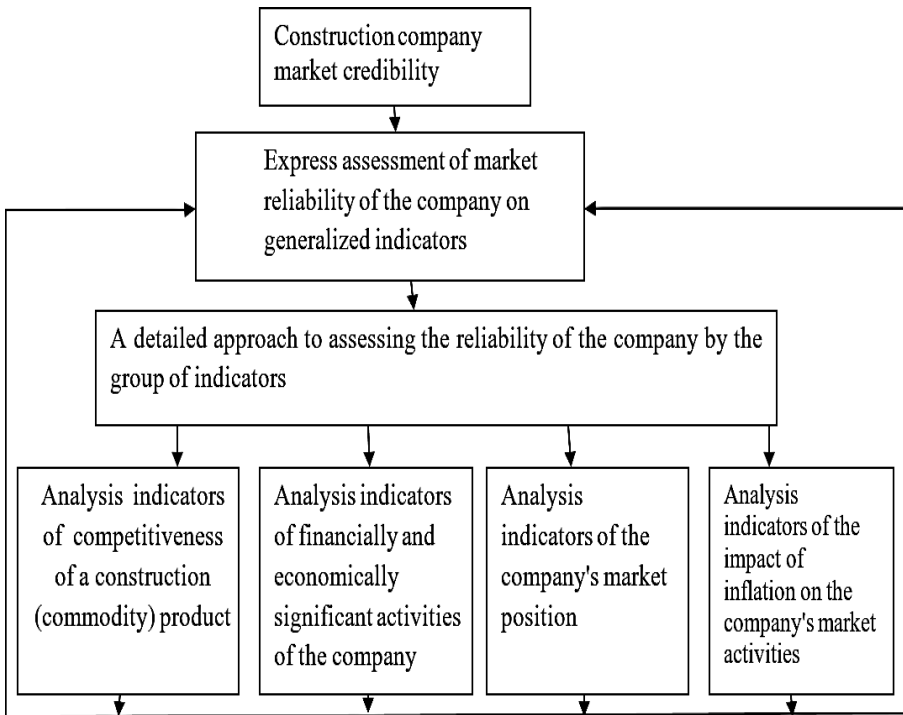 Construction company
market credibility
Express assessment of market
reliability of the company on
generalized indicators
A detailed approach to assessing the reliability of the company by the
group of indicators
Analysis indicators
of competitiveness
of a construction
(commodity) product
Analysis indicators
of financially and
economically
significant activities
of the company
Analysis
indicators of the
company's market
position
Analysis
indicators of the
impact of
inflation on the
company's market
activities